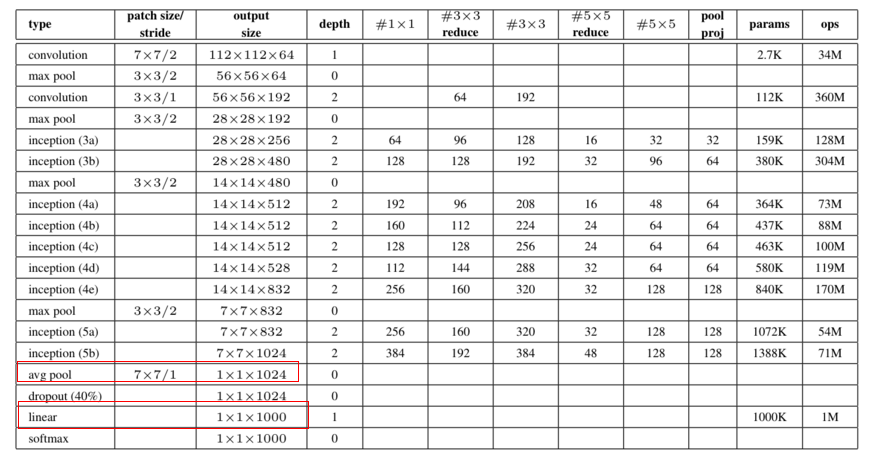 type patch size/ stride output size depth #1×1 #3×3 reduce #3×3 #5×5 reduce #5×5 pool proj params ops
convolution 7×7/2 112×112×64 1 2.7K 34M
max pool 3×3/2 56×56×64 0
convolution 3×3/1 56×56×192 2 64 192 112K 360M
max pool 3×3/2 28×28×192 0
inception (3a) 28×28×256 2 64 96 128 16 32 32 159K 128M
inception (3b) 28×28×480 2 128 128 192 32 96 64 380K 304M
max pool 3×3/2 14×14×480 0
inception (4a) 14×14×512 2 192 96 208 16 48 64 364K 73M
inception (4b) 14×14×512 2 160 112 224 24 64 64 437K 88M
inception (4c) 14×14×512 2 128 128 256 24 64 64 463K 100M
inception (4d) 14×14×528 2 112 144 288 32 64 64 580K 119M
inception (4e) 14×14×832 2 256 160 320 32 128 128 840K 170M
max pool 3×3/2 7×7×832 0
inception (5a) 7×7×832 2 256 160 320 32 128 128 1072K 54M
inception (5b) 7×7×1024 2 384 192 384 48 128 128 1388K 71M
avg pool 7×7/1 1×1×1024 0
dropout (40%) 1×1×1024 0
linear 1×1×1000 1 1000K 1M
softmax 1×1×1000 0